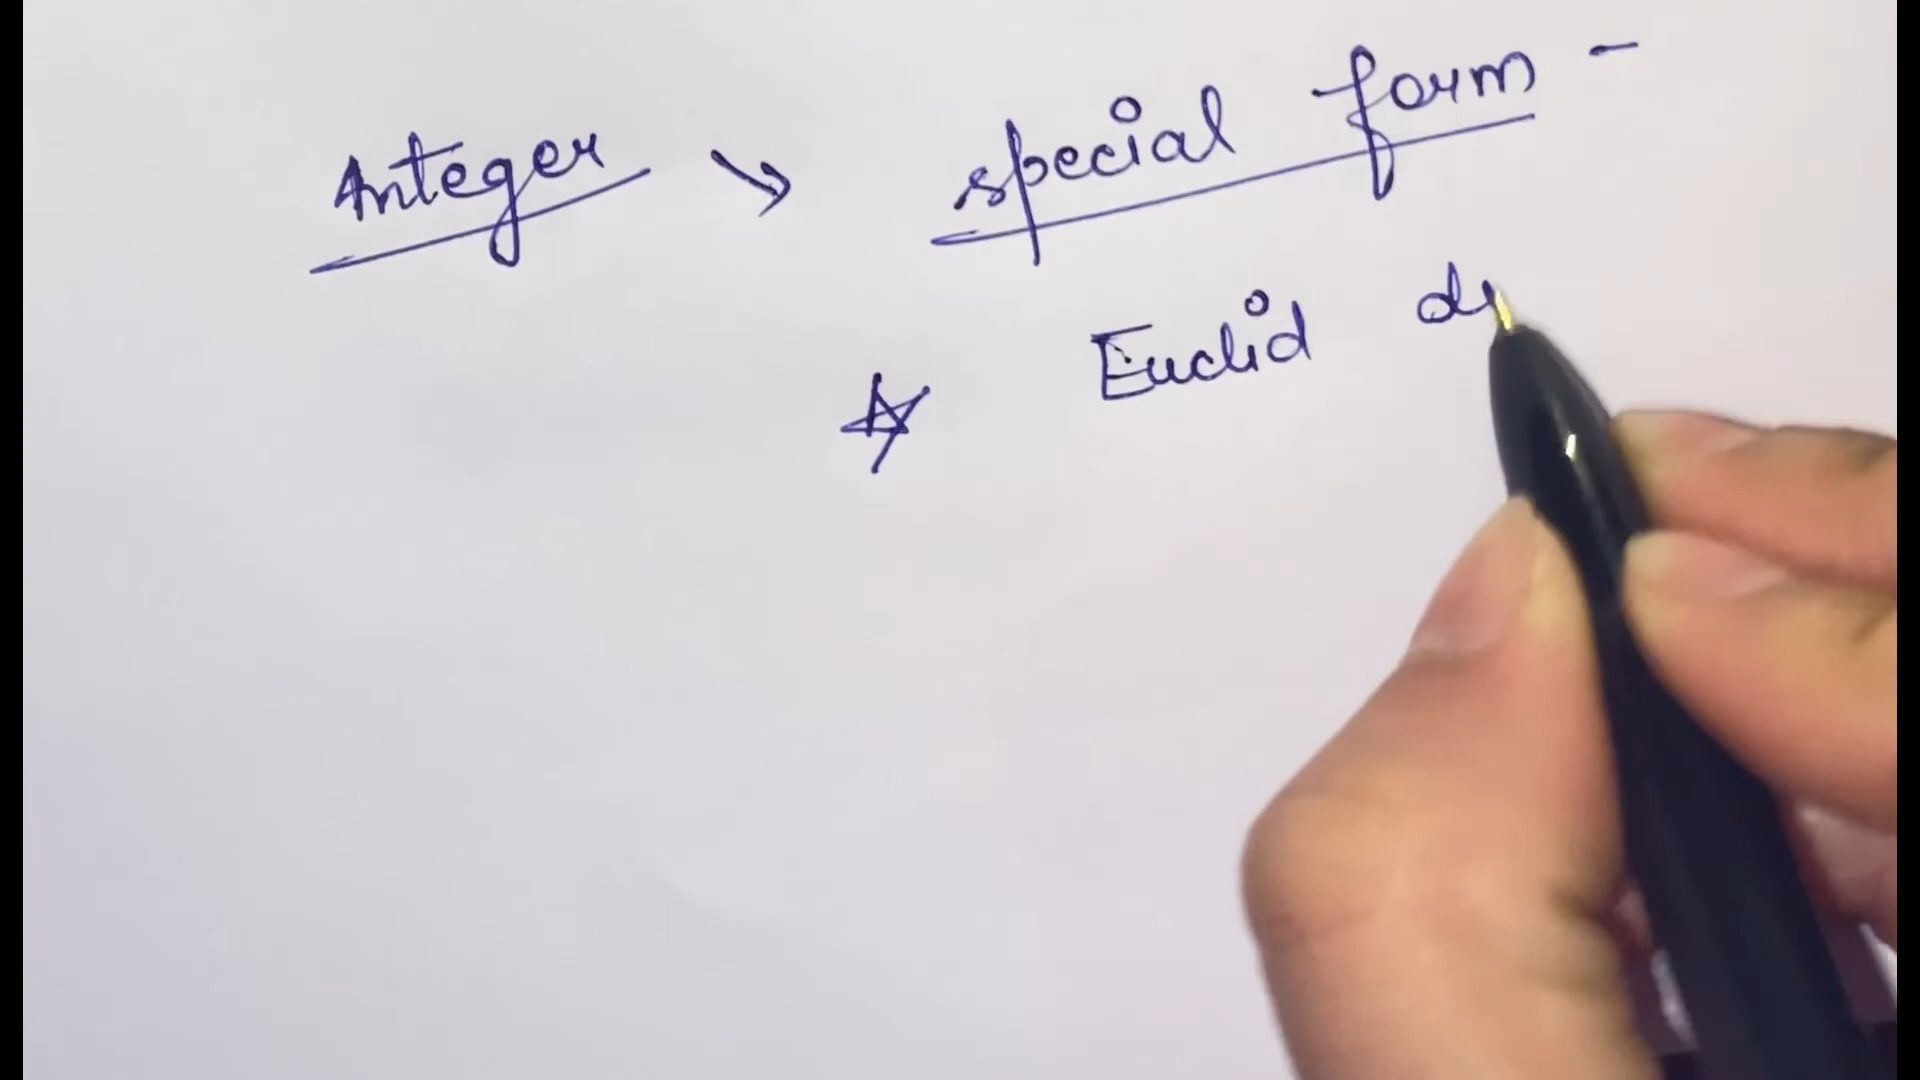 Integer ↘ special form -
☆ Euclid